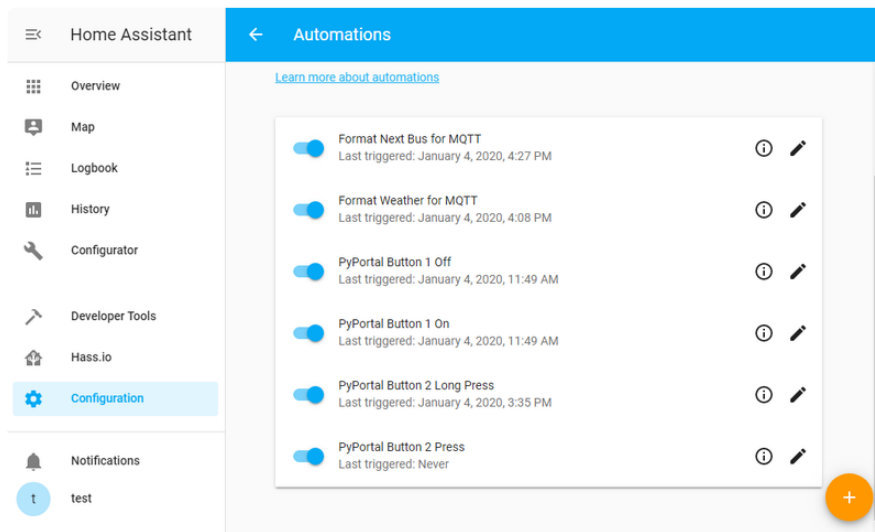 Home Assistant
Automations
Overview
Map
Logbook
History
Configurator
Developer Tools
Hass.io
Configuration
Notifications
t
test
Learn more about automations
Format Next Bus for MQTT
Last triggered: January 4, 2020, 4:27 PM
Format Weather for MQTT
Last triggered: January 4, 2020, 4:08 PM
PyPortal Button 1 Off
Last triggered: January 4, 2020, 11:49 AM
PyPortal Button 1 On
Last triggered: January 4, 2020, 11:49 AM
PyPortal Button 2 Long Press
Last triggered: January 4, 2020, 3:35 PM
PyPortal Button 2 Press
Last triggered: Never